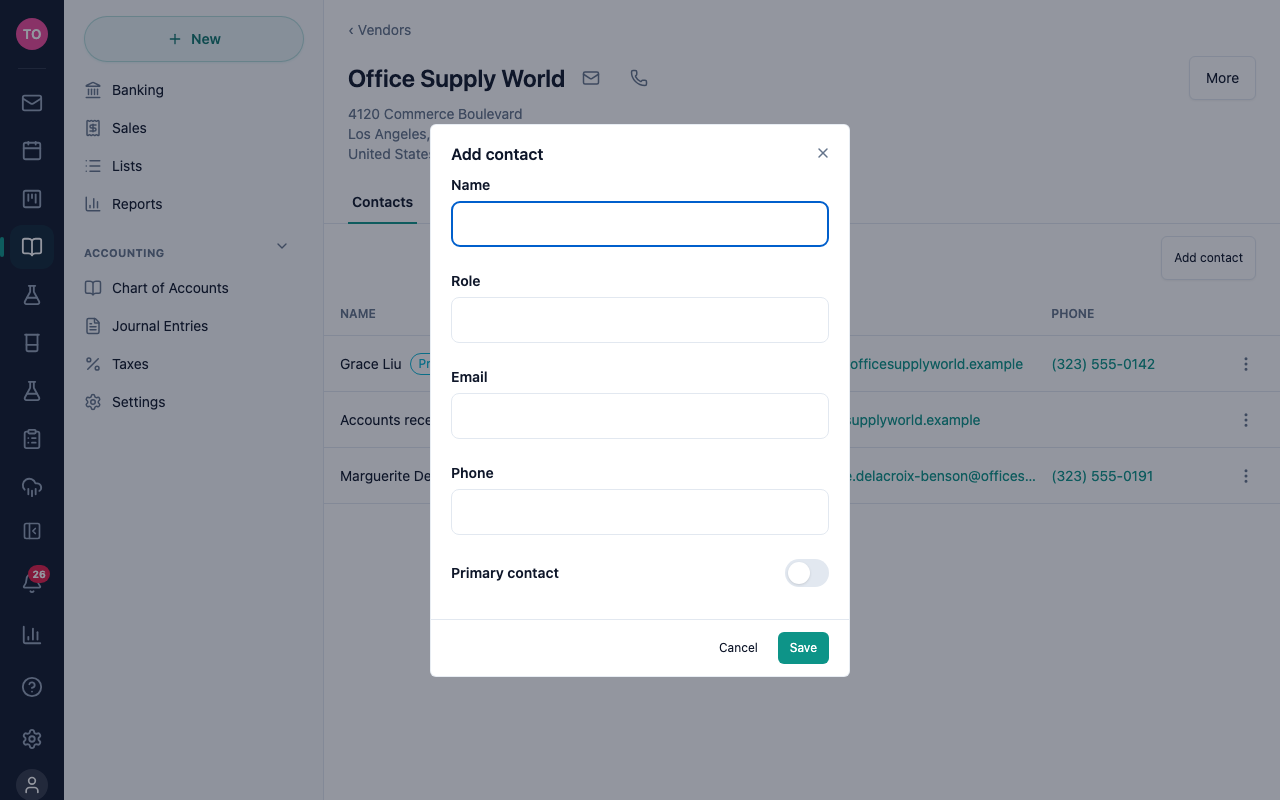 TO
New
Banking
Sales
Lists
Reports
ACCOUNTING
Chart of Accounts
Journal Entries
Taxes
Settings
26
‹ Vendors
Office Supply World
More
4120 Commerce Boulevard
Los Angeles,
United States
Contacts
Add contact
NAME
PHONE
Grace Liu
officesupplyworld.example
(323) 555-0142
Accounts rece
supplyworld.example
Marguerite De
e.delacroix-benson@offices...
(323) 555-0191
Add contact
Name
Role
Email
Phone
Primary contact
Cancel
Save